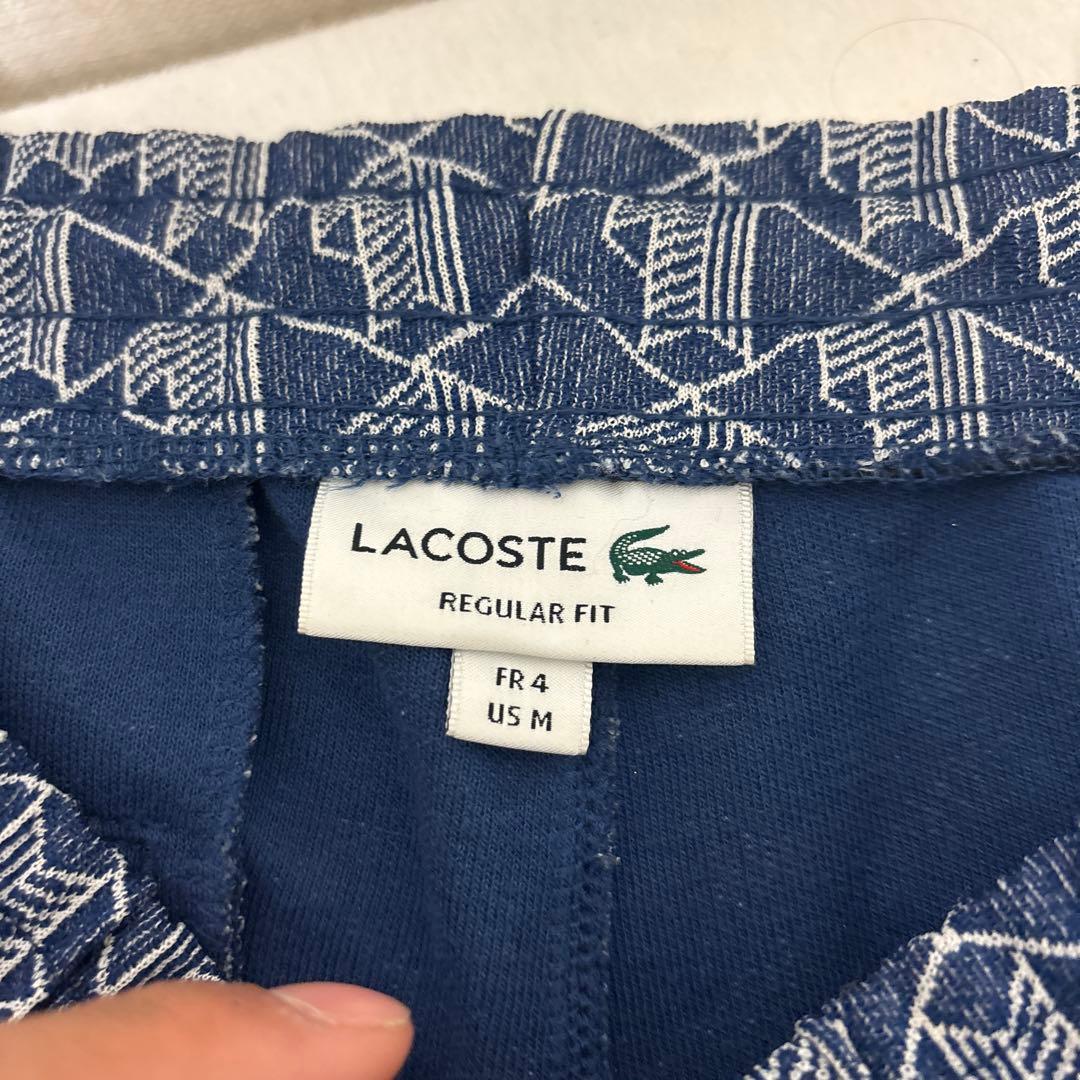 LACOSTE
REGULAR FIT
FR 4
US M